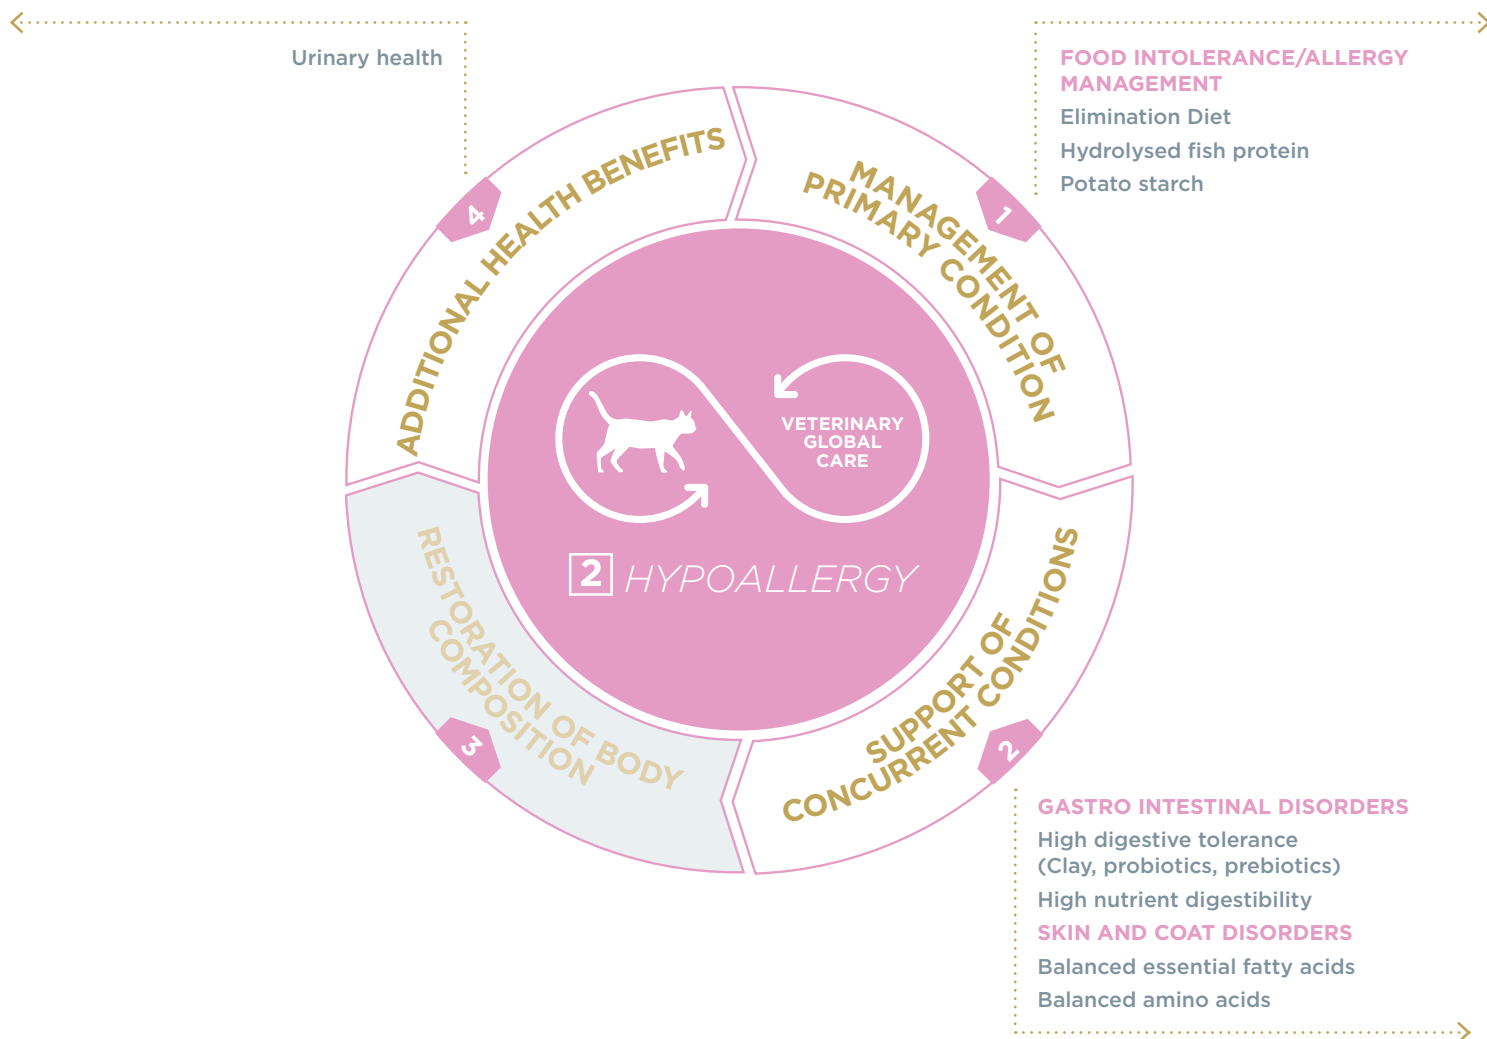 Urinary health
FOOD INTOLERANCE/ALLERGY
MANAGEMENT
Elimination Diet
Hydrolysed fish protein
Potato starch
4
ADDITIONAL HEALTH BENEFITS
1
MANAGEMENT OF
PRIMARY CONDITION
VETERINARY
GLOBAL
CARE
2 HYPOALLERGY
3
RESTORATION OF BODY
COMPOSITION
2
SUPPORT OF
CONCURRENT CONDITIONS
GASTRO INTESTINAL DISORDERS
High digestive tolerance
(Clay, probiotics, prebiotics)
High nutrient digestibility
SKIN AND COAT DISORDERS
Balanced essential fatty acids
Balanced amino acids